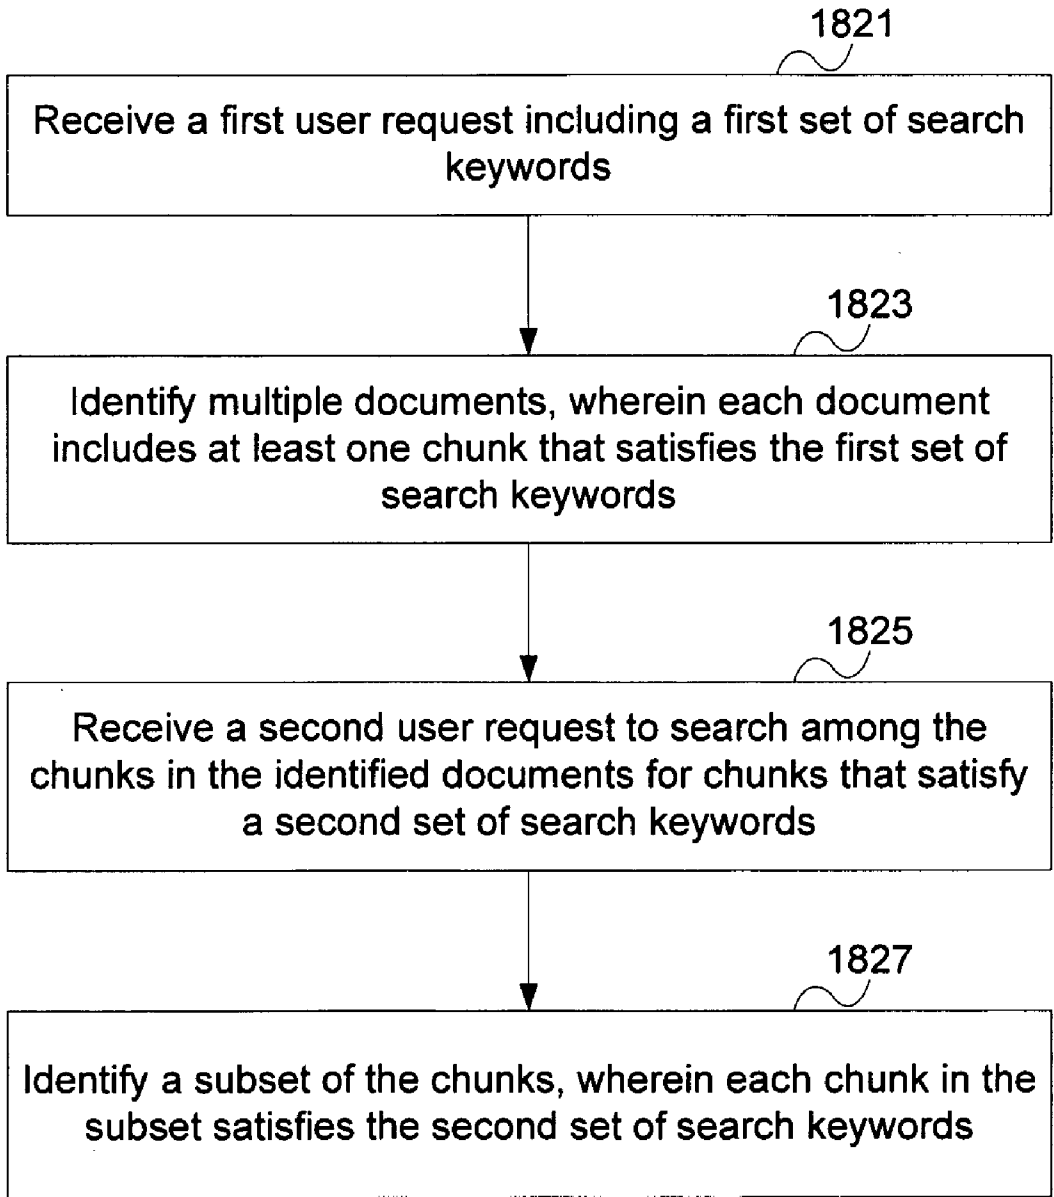 1821
Receive a first user request including a first set of search
keywords
1823
Identify multiple documents, wherein each document
includes at least one chunk that satisfies the first set of
search keywords
1825
Receive a second user request to search among the
chunks in the identified documents for chunks that satisfy
a second set of search keywords
1827
Identify a subset of the chunks, wherein each chunk in the
subset satisfies the second set of search keywords